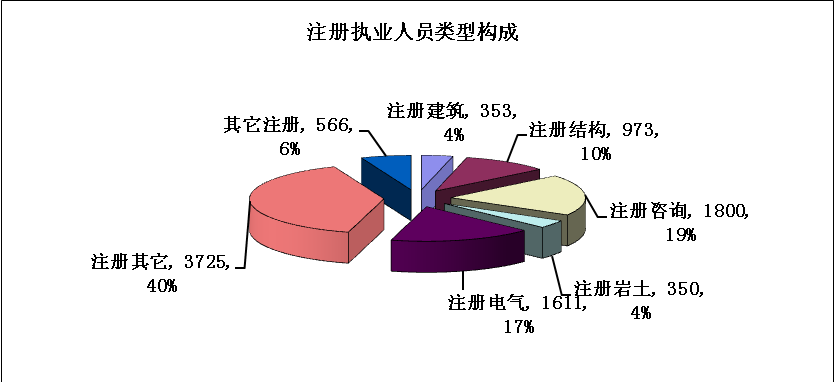 注册执业人员类型构成
其它注册, 566,
6%
注册建筑, 353,
4%
注册结构, 973,
10%
注册咨询, 1800,
19%
注册岩土, 350,
4%
注册电气, 1611,
17%
注册其它, 3725,
40%